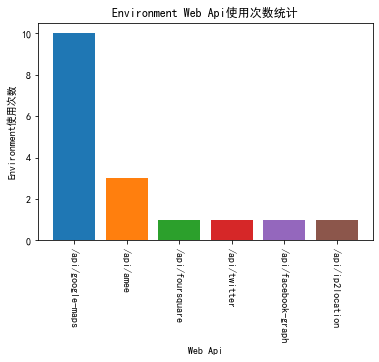 Environment Web Api使用次数统计
Environment使用次数
10
8
6
4
2
0
/api/google-maps
/api/amee
/api/foursquare
/api/twitter
/api/facebook-graph
/api/ip2location
Web Api